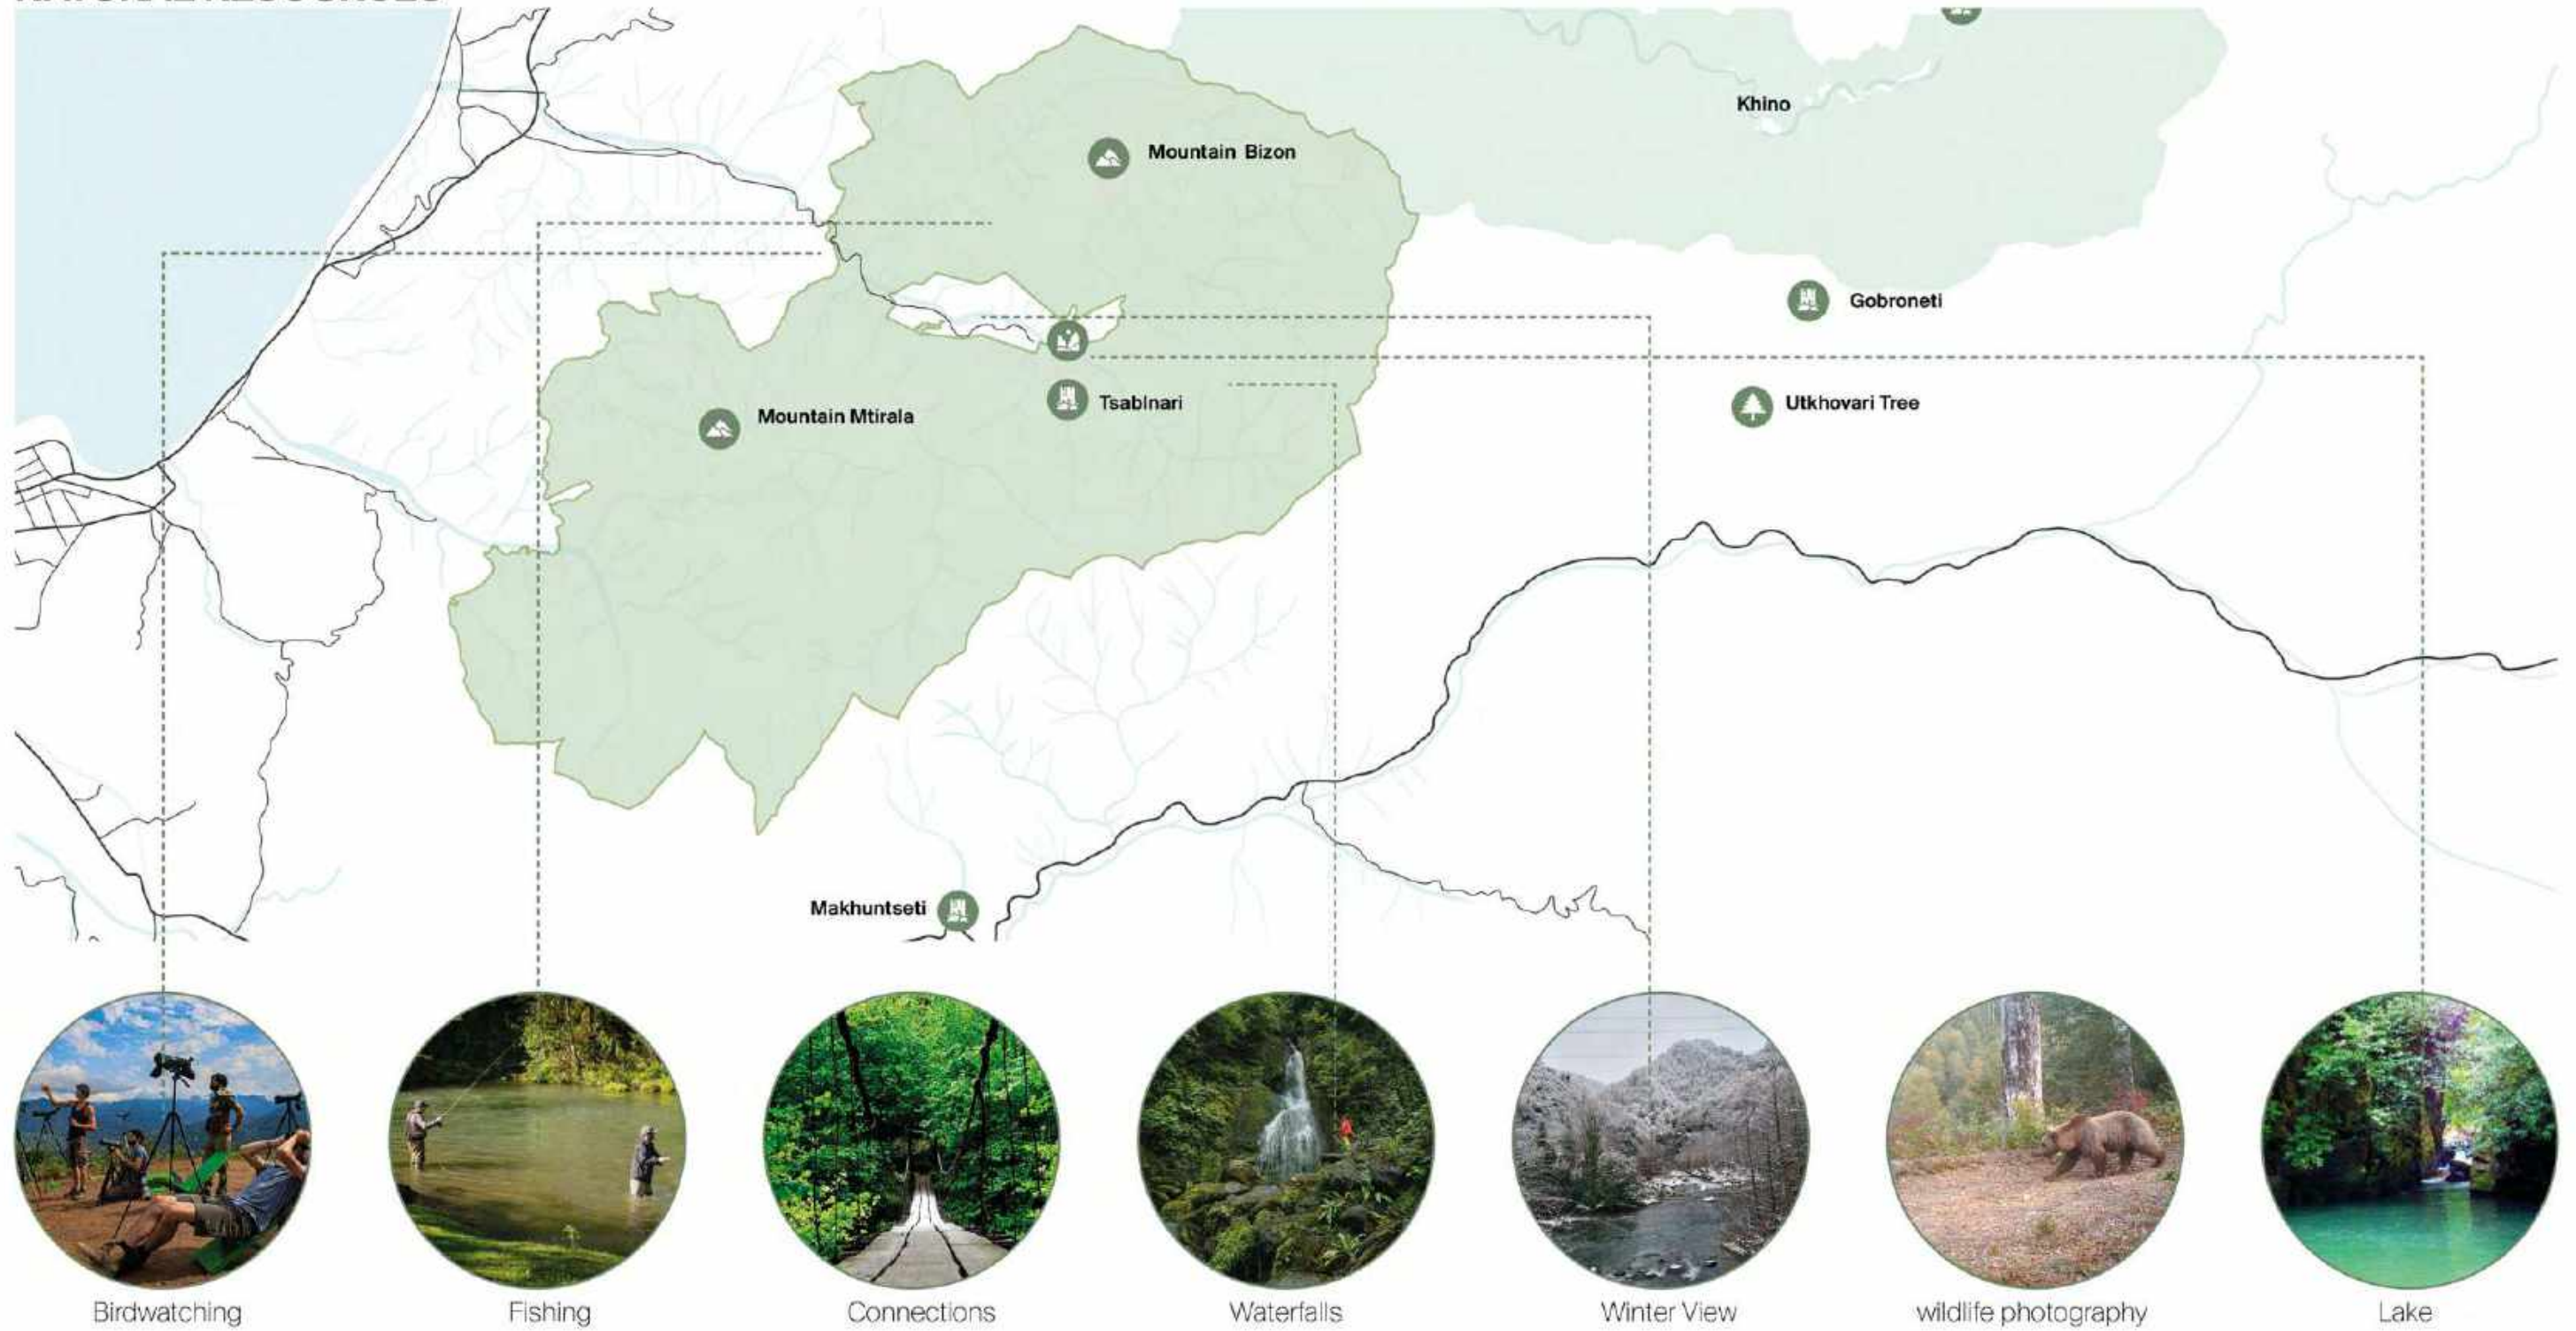 Khino
Mountain Bizon
Gobroneti
Tsablnari
Utkhovari Tree
Mountain Mtirala
Makhuntseti
Birdwatching
Fishing
Connections
Waterfalls
Winter View
wildlife photography
Lake